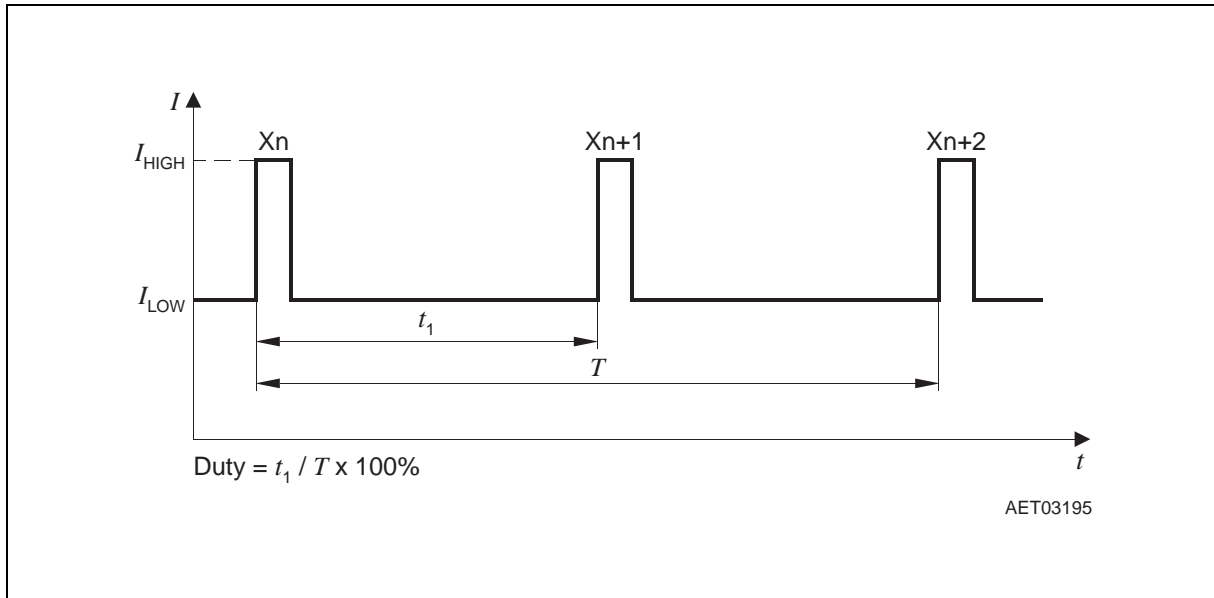 I
Xn Xn+1 Xn+2
I_HIGH
I_LOW
t_1
T
Duty = t_1 / T x 100%
t
AET03195